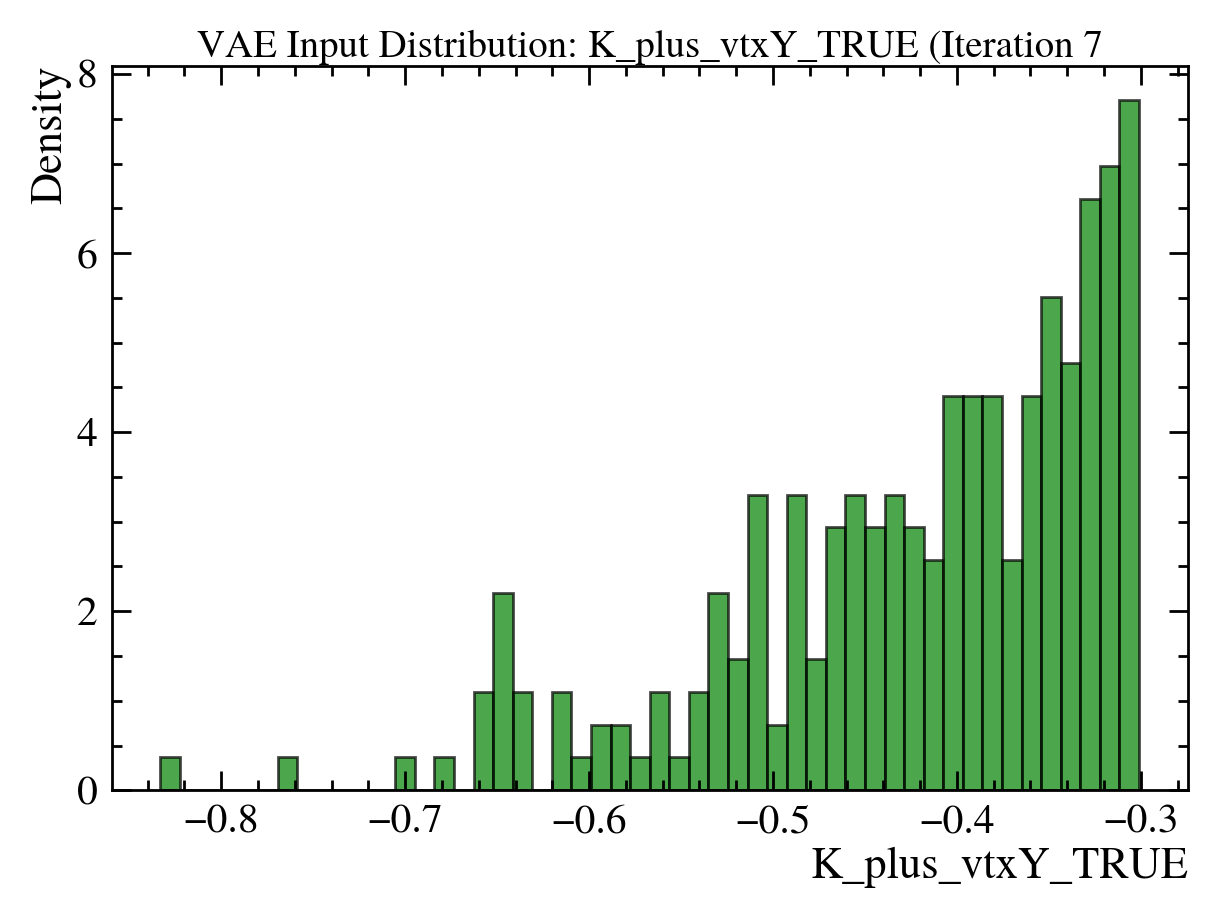 VAE Input Distribution: K_plus_vtxY_TRUE (Iteration 7
Density
8
6
4
2
0
−0.8 −0.7 −0.6 −0.5 −0.4 −0.3
K_plus_vtxY_TRUE